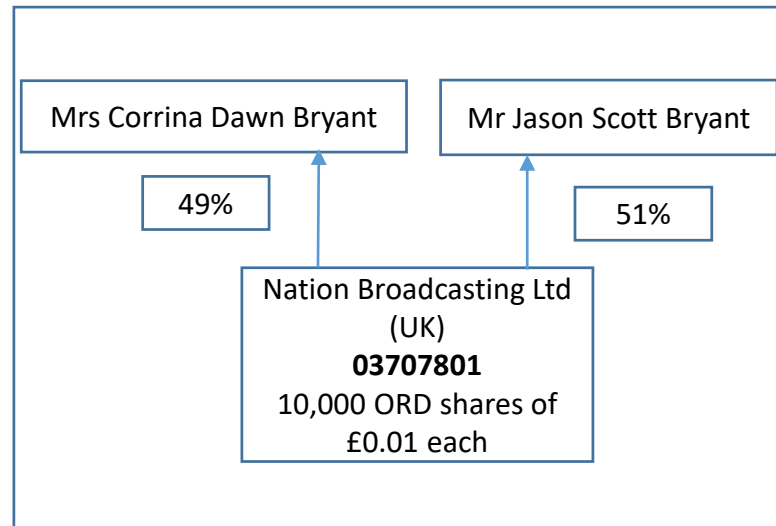 Mrs Corrina Dawn Bryant
Mr Jason Scott Bryant
49%
51%
Nation Broadcasting Ltd
(UK)
03707801
10,000 ORD shares of
£0.01 each